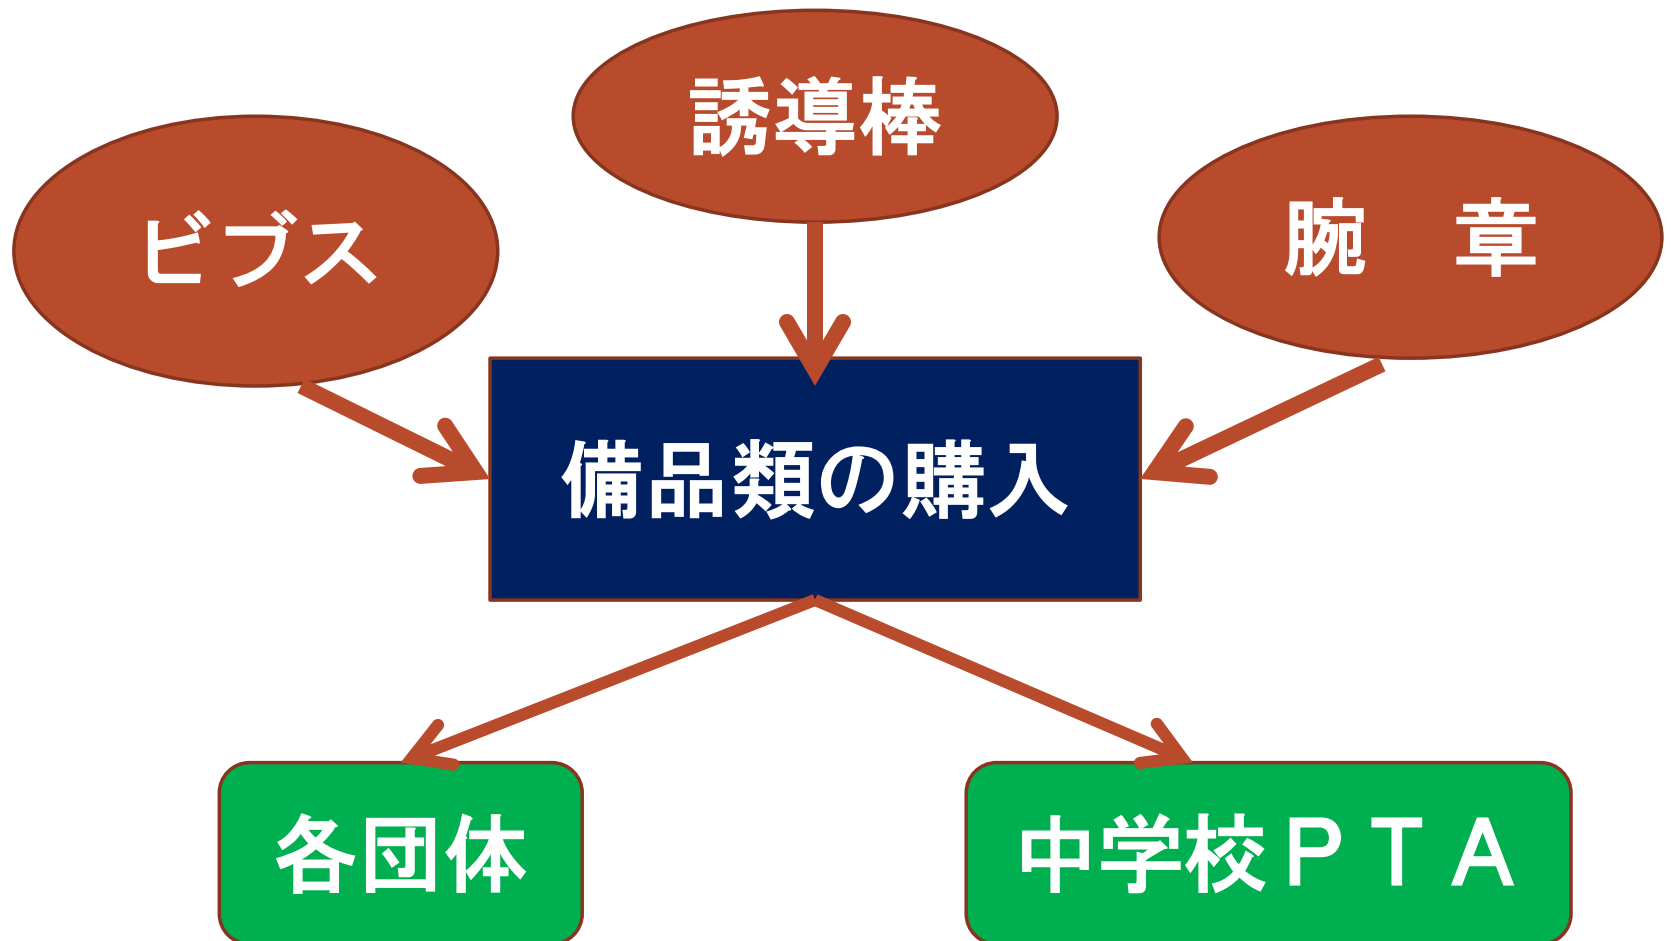 誘導棒
ビブス
腕　章
備品類の購入
各団体
中学校ＰＴＡ